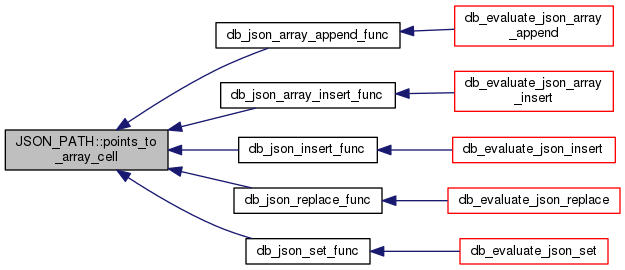 db_json_array_append_func
db_evaluate_json_array
_append
db_json_array_insert_func
db_evaluate_json_array
_insert
JSON_PATH::points_to
_array_cell
db_json_insert_func
db_evaluate_json_insert
db_json_replace_func
db_evaluate_json_replace
db_json_set_func
db_evaluate_json_set